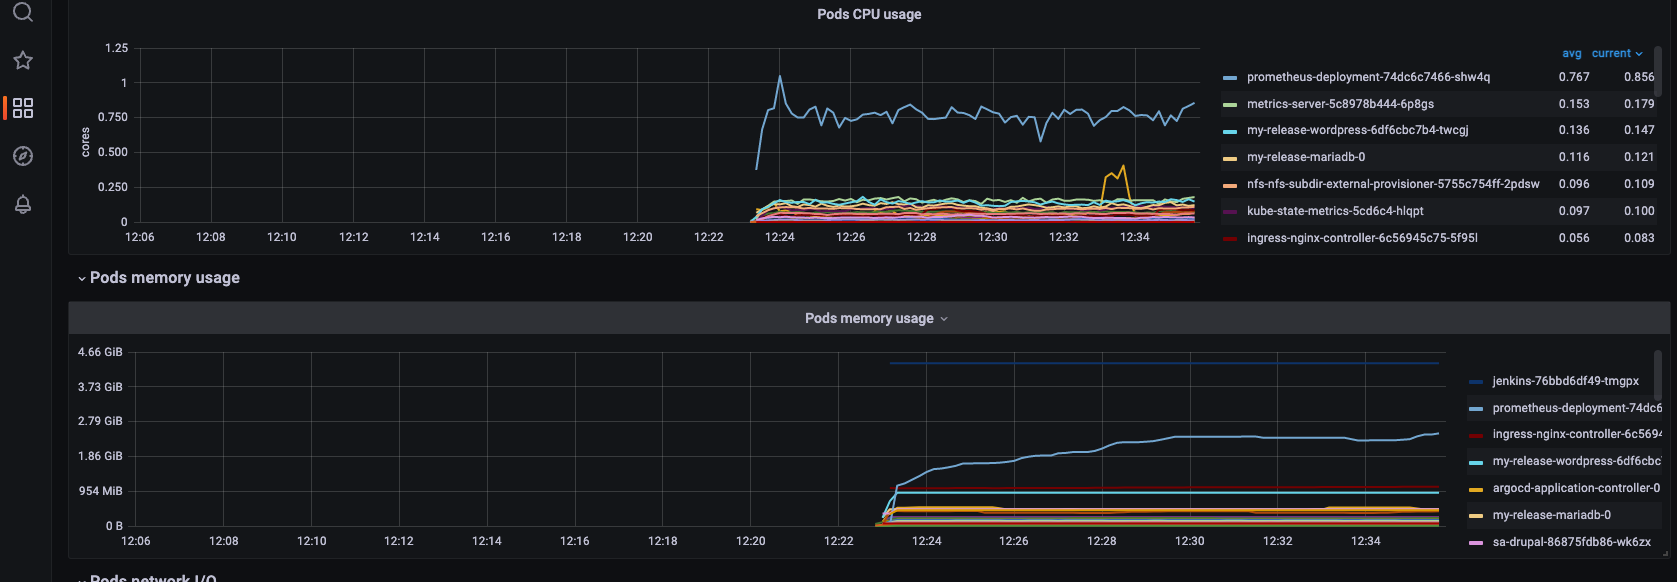 Pods CPU usage
cores
1.25
1
0.750
0.500
0.250
0
12:06 12:08 12:10 12:12 12:14 12:16 12:18 12:20 12:22 12:24 12:26 12:28 12:30 12:32 12:34
avg current
prometheus-deployment-74dc6c7466-shw4q 0.767 0.856
metrics-server-5c8978b444-6p8gs 0.153 0.179
my-release-wordpress-6df6cbc7b4-twcgj 0.136 0.147
my-release-mariadb-0 0.116 0.121
nfs-nfs-subdir-external-provisioner-5755c754ff-2pdsw 0.096 0.109
kube-state-metrics-5cd6c4-hlqpt 0.097 0.100
ingress-nginx-controller-6c56945c75-5f95l 0.056 0.083
Pods memory usage
Pods memory usage
4.66 GiB
3.73 GiB
2.79 GiB
1.86 GiB
954 MiB
0 B
12:06 12:08 12:10 12:12 12:14 12:16 12:18 12:20 12:22 12:24 12:26 12:28 12:30 12:32 12:34
jenkins-76bbd6df49-tmgpx
prometheus-deployment-74dc6
ingress-nginx-controller-6c5694
my-release-wordpress-6df6cbc
argocd-application-controller-0
my-release-mariadb-0
sa-drupal-86875fdb86-wk6zx
Pods network I/O